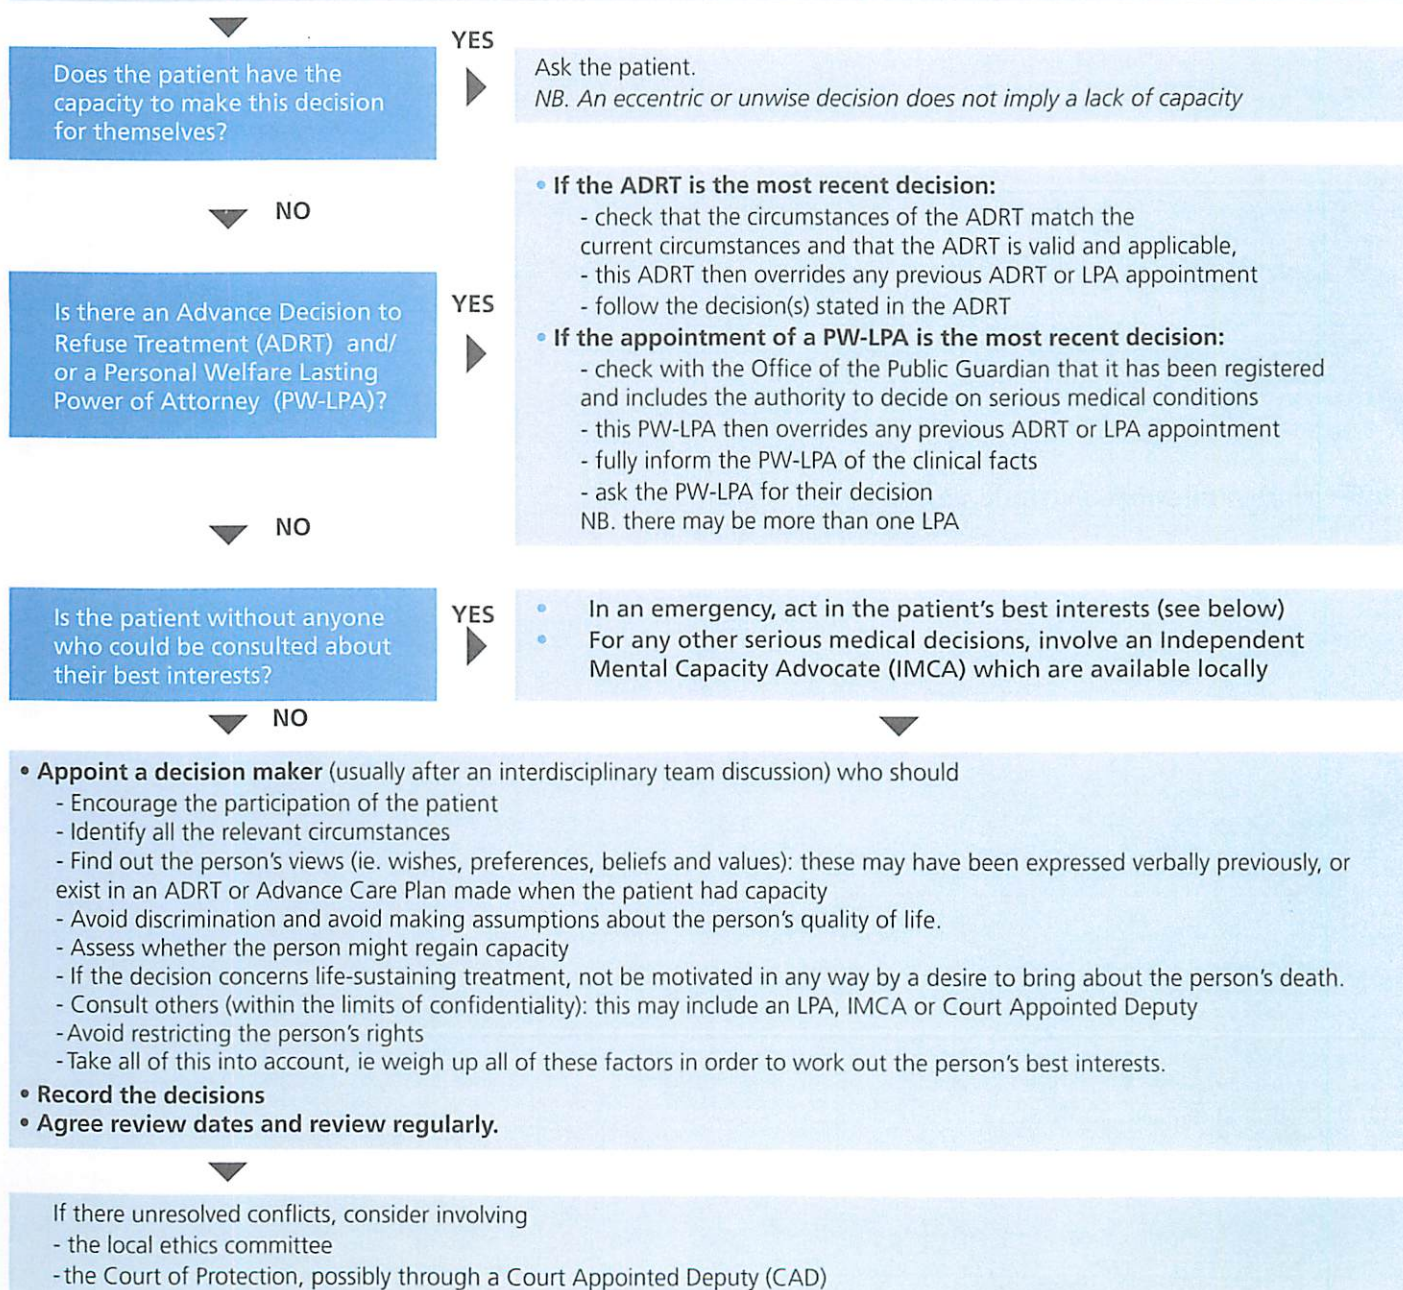 YES
Does the patient have the
capacity to make this decision
for themselves?
Ask the patient.
NB. An eccentric or unwise decision does not imply a lack of capacity
NO
Is there an Advance Decision to
Refuse Treatment (ADRT) and/
or a Personal Welfare Lasting
Power of Attorney (PW-LPA)?
YES
• If the ADRT is the most recent decision:
- check that the circumstances of the ADRT match the
current circumstances and that the ADRT is valid and applicable,
- this ADRT then overrides any previous ADRT or LPA appointment
- follow the decision(s) stated in the ADRT
• If the appointment of a PW-LPA is the most recent decision:
- check with the Office of the Public Guardian that it has been registered
and includes the authority to decide on serious medical conditions
- this PW-LPA then overrides any previous ADRT or LPA appointment
- fully inform the PW-LPA of the clinical facts
- ask the PW-LPA for their decision
NB. there may be more than one LPA
NO
Is the patient without anyone
who could be consulted about
their best interests?
YES
• In an emergency, act in the patient's best interests (see below)
• For any other serious medical decisions, involve an Independent
Mental Capacity Advocate (IMCA) which are available locally
NO
• Appoint a decision maker (usually after an interdisciplinary team discussion) who should
- Encourage the participation of the patient
- Identify all the relevant circumstances
- Find out the person's views (ie. wishes, preferences, beliefs and values): these may have been expressed verbally previously, or
exist in an ADRT or Advance Care Plan made when the patient had capacity
- Avoid discrimination and avoid making assumptions about the person's quality of life.
- Assess whether the person might regain capacity
- If the decision concerns life-sustaining treatment, not be motivated in any way by a desire to bring about the person's death.
- Consult others (within the limits of confidentiality): this may include an LPA, IMCA or Court Appointed Deputy
- Avoid restricting the person's rights
- Take all of this into account, ie weigh up all of these factors in order to work out the person's best interests.
• Record the decisions
• Agree review dates and review regularly.
If there unresolved conflicts, consider involving
- the local ethics committee
- the Court of Protection, possibly through a Court Appointed Deputy (CAD)